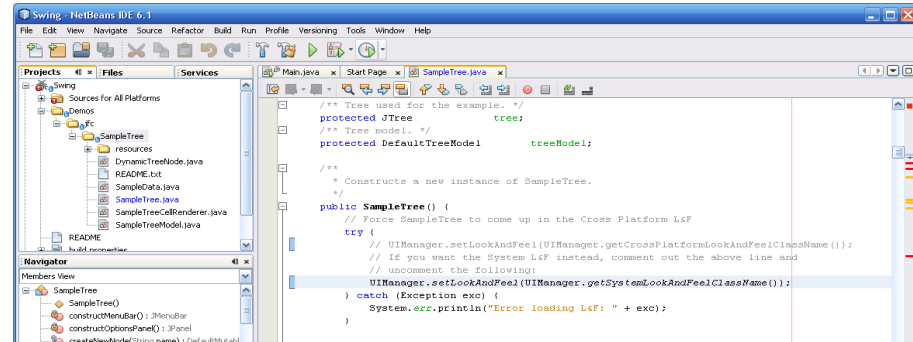 Swing - NetBeans IDE 6.1
File Edit View Navigate Source Refactor Build Run Profile Versioning Tools Window Help
Projects Files Services
Swing
Sources for All Platforms
Demos
jfc
SampleTree
resources
DynamicTreeNode.java
README.txt
SampleData.java
SampleTree.java
SampleTreeCellRenderer.java
SampleTreeModel.java
README
build.properties
Navigator
Members View
SampleTree
SampleTree()
constructMenuBar() : JMenuBar
constructOptionsPanel() : JPanel
createNewNode(String name) : DefaultMutabl
Main.java Start Page SampleTree.java
/** Tree used for the example. */
protected JTree tree;
/** Tree model. */
protected DefaultTreeModel treeModel;
/**
* Constructs a new instance of SampleTree.
*/
public SampleTree() {
// Force SampleTree to come up in the Cross Platform L&F
try {
// UIManager.setLookAndFeel(UIManager.getCrossPlatformLookAndFeelClassName());
// If you want the System L&F instead, comment out the above line and
// uncomment the following:
UIManager.setLookAndFeel(UIManager.getSystemLookAndFeelClassName());
} catch (Exception exc) {
System.err.println("Error loading L&F: " + exc);
}